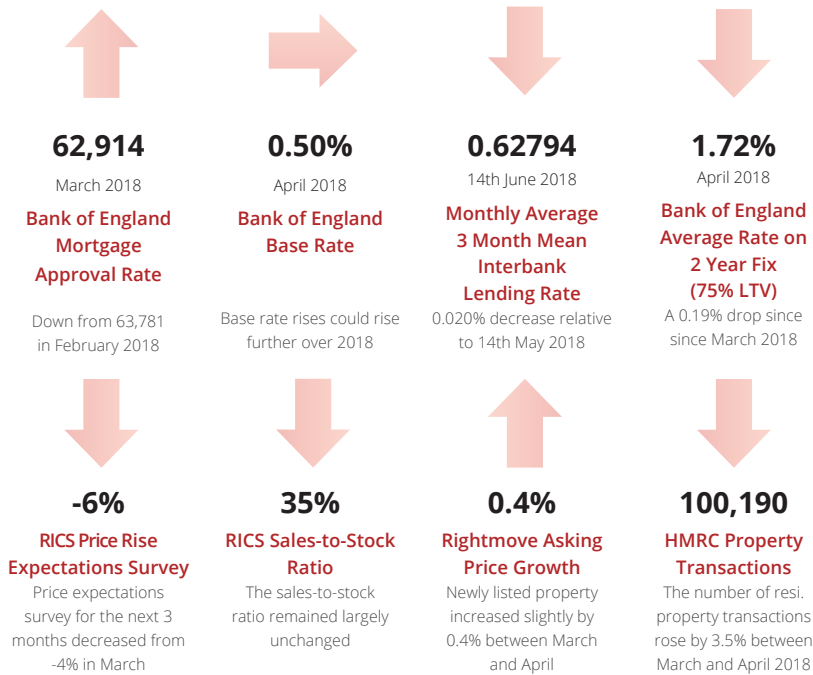 62,914
March 2018
Bank of England
Mortgage
Approval Rate
Down from 63,781
in February 2018
0.50%
April 2018
Bank of England
Base Rate
Base rate rises could rise
further over 2018
0.62794
14th June 2018
Monthly Average
3 Month Mean
Interbank
Lending Rate
0.020% decrease relative
to 14th May 2018
1.72%
April 2018
Bank of England
Average Rate on
2 Year Fix
(75% LTV)
A 0.19% drop since
since March 2018
-6%
RICS Price Rise
Expectations Survey
Price expectations
survey for the next 3
months decreased from
-4% in March
35%
RICS Sales-to-Stock
Ratio
The sales-to-stock
ratio remained largely
unchanged
0.4%
Rightmove Asking
Price Growth
Newly listed property
increased slightly by
0.4% between March
and April
100,190
HMRC Property
Transactions
The number of resi.
property transactions
rose by 3.5% between
March and April 2018